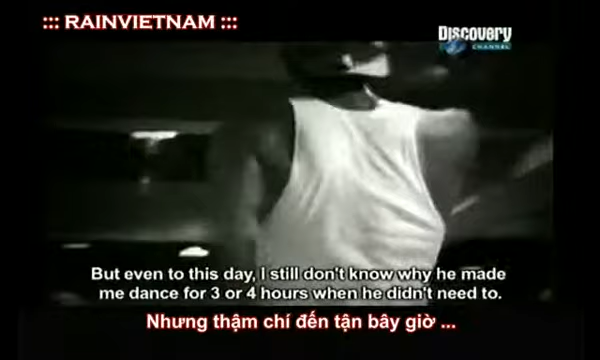 ::: RAINVIETNAM :::
Discovery
CHANNEL
But even to this day, I still don't know why he made
me dance for 3 or 4 hours when he didn't need to.
Nhưng thậm chí đến tận bây giờ ...